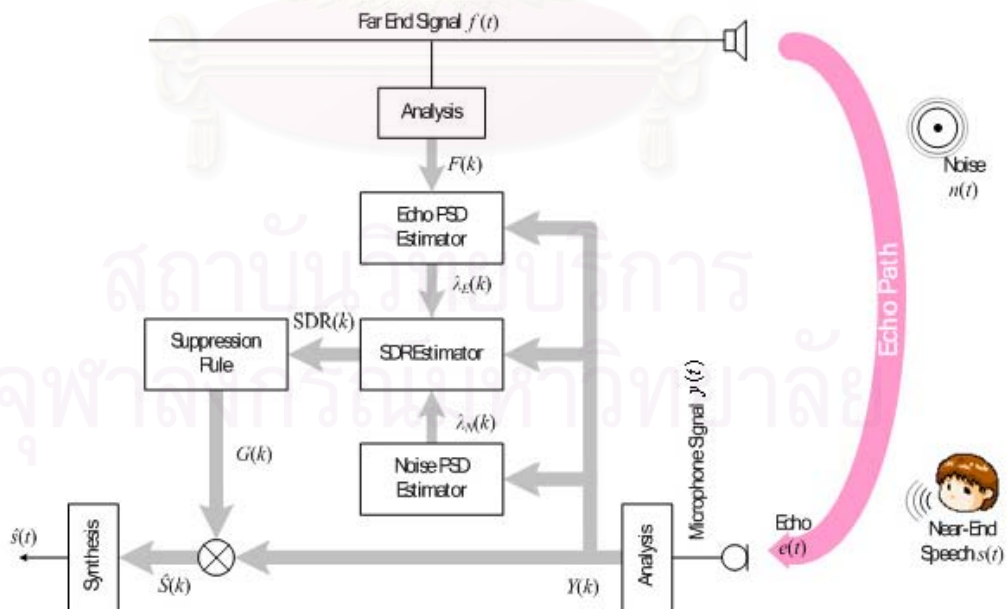 Far End Signal f(t)
Analysis
F(k)
Noise
n(t)
Echo PSD
Estimator
สถาบันวิทยบริการ
λE(k)
SDR(k)
Suppression
Rule
SDR Estimator
Echo Path
จุฬาลงกรณ์มหาวิทยาลัย
λN(k)
G(k)
Noise PSD
Estimator
Microphone Signal y(t)
Synthesis
Analysis
ŝ(t)
Ŝ(k)
Y(k)
Echo
e(t)
Near-End
Speech s(t)